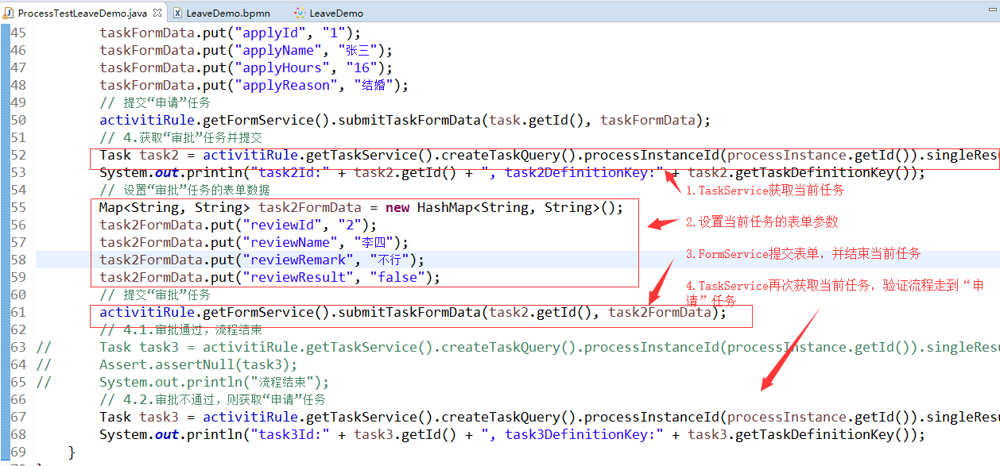 ProcessTestLeaveDemo.java LeaveDemo.bpmn LeaveDemo
45 taskFormData.put("applyId", "1");
46 taskFormData.put("applyName", "张三");
47 taskFormData.put("applyHours", "16");
48 taskFormData.put("applyReason", "结婚");
49 // 提交“申请”任务
50 activitiRule.getFormService().submitTaskFormData(task.getId(), taskFormData);
51 // 4.获取“审批”任务并提交
52 Task task2 = activitiRule.getTaskService().createTaskQuery().processInstanceId(processInstance.getId()).singleResu
53 System.out.println("task2Id:" + task2.getId() + ", task2DefinitionKey:" + task2.getTaskDefinitionKey());
54 // 设置“审批”任务的表单数据
1.TaskService获取当前任务
55 Map<String, String> task2FormData = new HashMap<String, String>();
56 task2FormData.put("reviewId", "2");
2.设置当前任务的表单参数
57 task2FormData.put("reviewName", "李四");
58 task2FormData.put("reviewRemark", "不行");
3.FormService提交表单，并结束当前任务
59 task2FormData.put("reviewResult", "false");
60 // 提交“审批”任务
4.TaskService再次获取当前任务，验证流程走到“申
请”任务
61 activitiRule.getFormService().submitTaskFormData(task2.getId(), task2FormData);
62 // 4.1.审批通过，流程结束
63 // Task task3 = activitiRule.getTaskService().createTaskQuery().processInstanceId(processInstance.getId()).singleResu
64 // Assert.assertNull(task3);
65 // System.out.println("流程结束");
66 // 4.2.审批不通过，则获取“申请”任务
67 Task task3 = activitiRule.getTaskService().createTaskQuery().processInstanceId(processInstance.getId()).singleResu
68 System.out.println("task3Id:" + task3.getId() + ", task3DefinitionKey:" + task3.getTaskDefinitionKey());
69 }